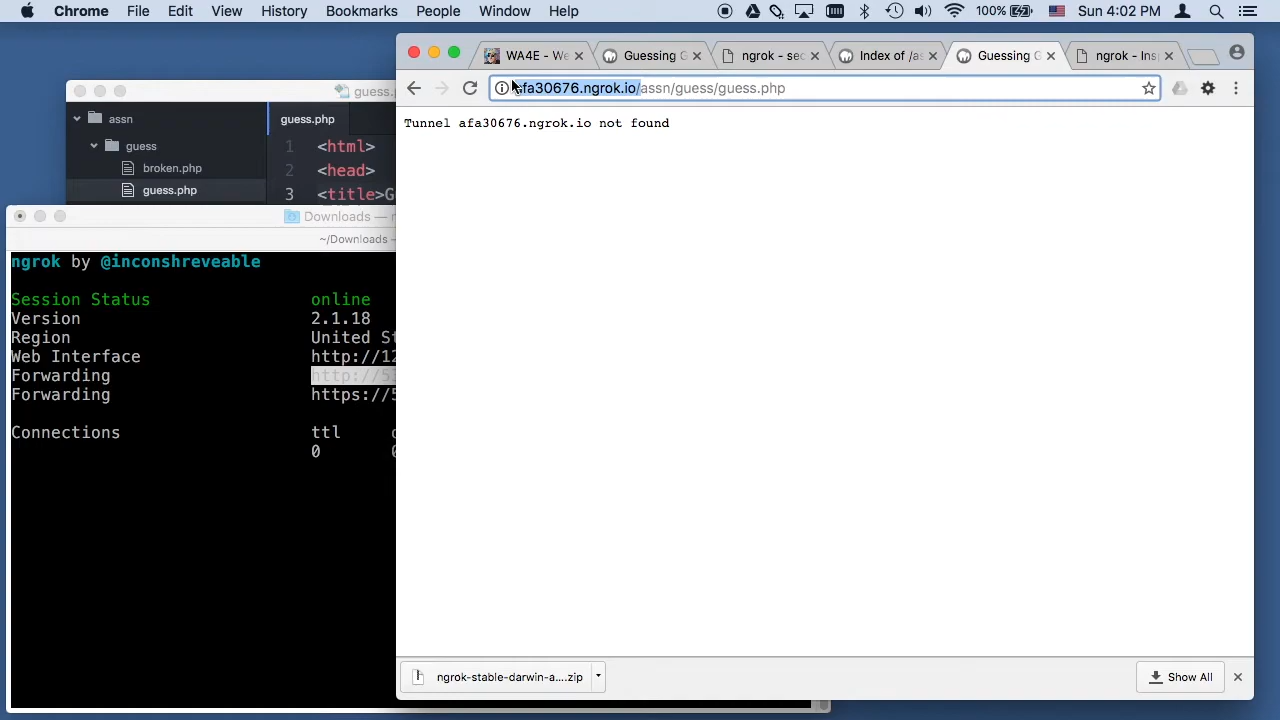 Chrome File Edit View History Bookmarks People Window Help 100% Sun 4:02 PM
WA4E - We
Guessing G
ngrok - sec
Index of /as
Guessing G
ngrok - Ins
afa30676.ngrok.io/assn/guess/guess.php
Tunnel afa30676.ngrok.io not found
guess.p
assn
guess
broken.php
guess.php
guess.php
1 <html>
2 <head>
3 <title>G
Downloads —
~/Downloads —
ngrok by @inconshreveable
Session Status online
Version 2.1.18
Region United St
Web Interface http://12
Forwarding http://53
Forwarding https://5
Connections ttl
0
ngrok-stable-darwin-a....zip
Show All